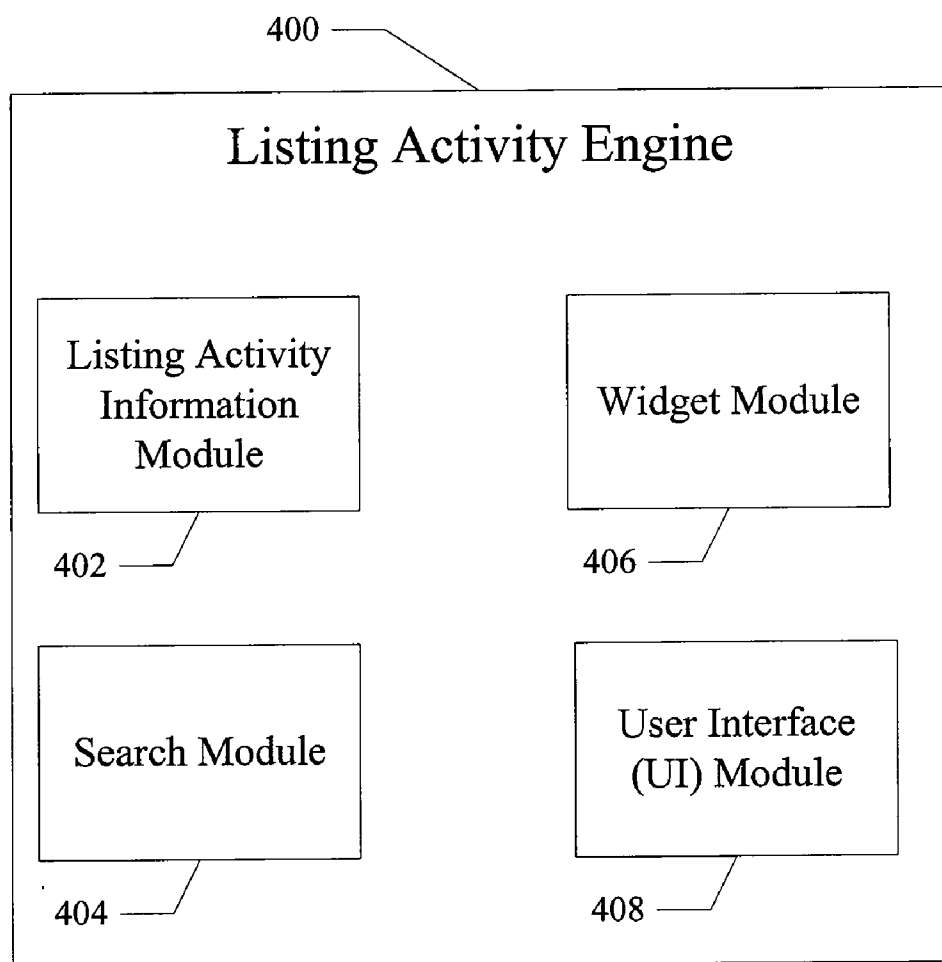 400
Listing Activity Engine
Listing Activity
Information
Module
402
Widget Module
406
Search Module
404
User Interface
(UI) Module
408